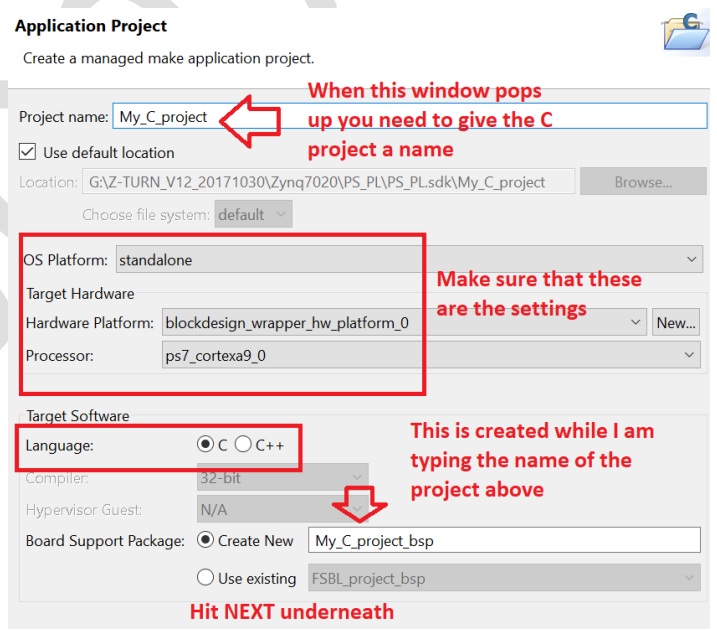 Application Project
Create a managed make application project.
When this window pops
Project name: My_C_project
up you need to give the C
project a name
Use default location
Location: G:\Z-TURN_V12_20171030\Zynq7020\PS_PL\PS_PL.sdk\My_C_project Browse...
Choose file system: default
OS Platform: standalone
Make sure that these
are the settings
Target Hardware
Hardware Platform: blockdesign_wrapper_hw_platform_0 New...
Processor: ps7_cortexa9_0
Target Software
Language: C C++
This is created while I am
typing the name of the
project above
Compiler: 32-bit
Hypervisor Guest: N/A
Board Support Package: Create New My_C_project_bsp
Use existing FSBL_project_bsp
Hit NEXT underneath